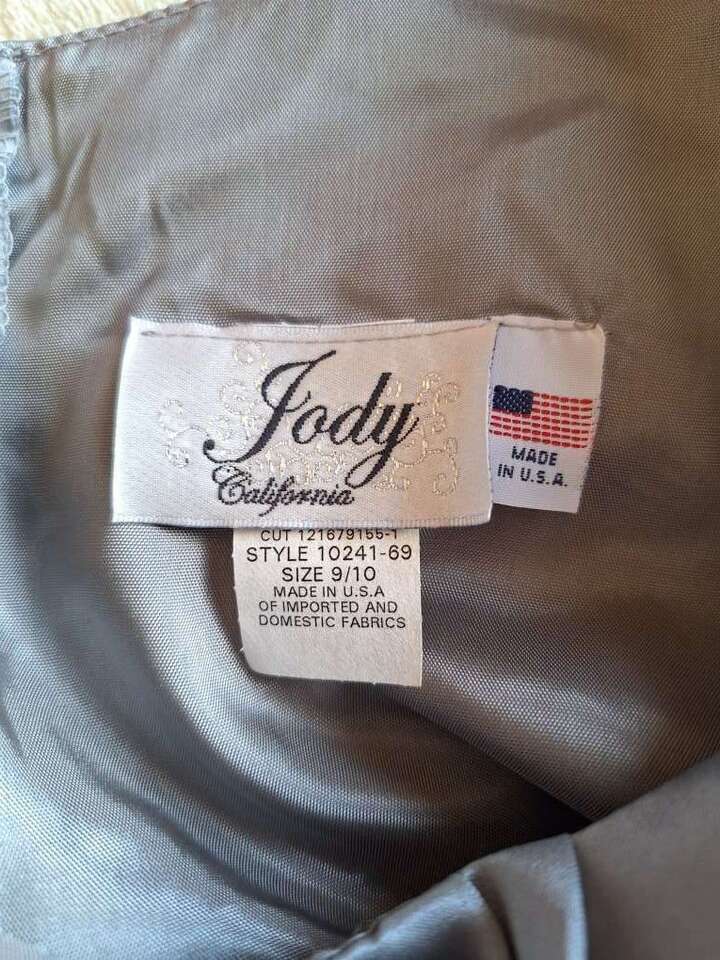 Jody
California
MADE
IN U.S.A.
CUT 121679155-1
STYLE 10241-69
SIZE 9/10
MADE IN U.S.A
OF IMPORTED AND
DOMESTIC FABRICS